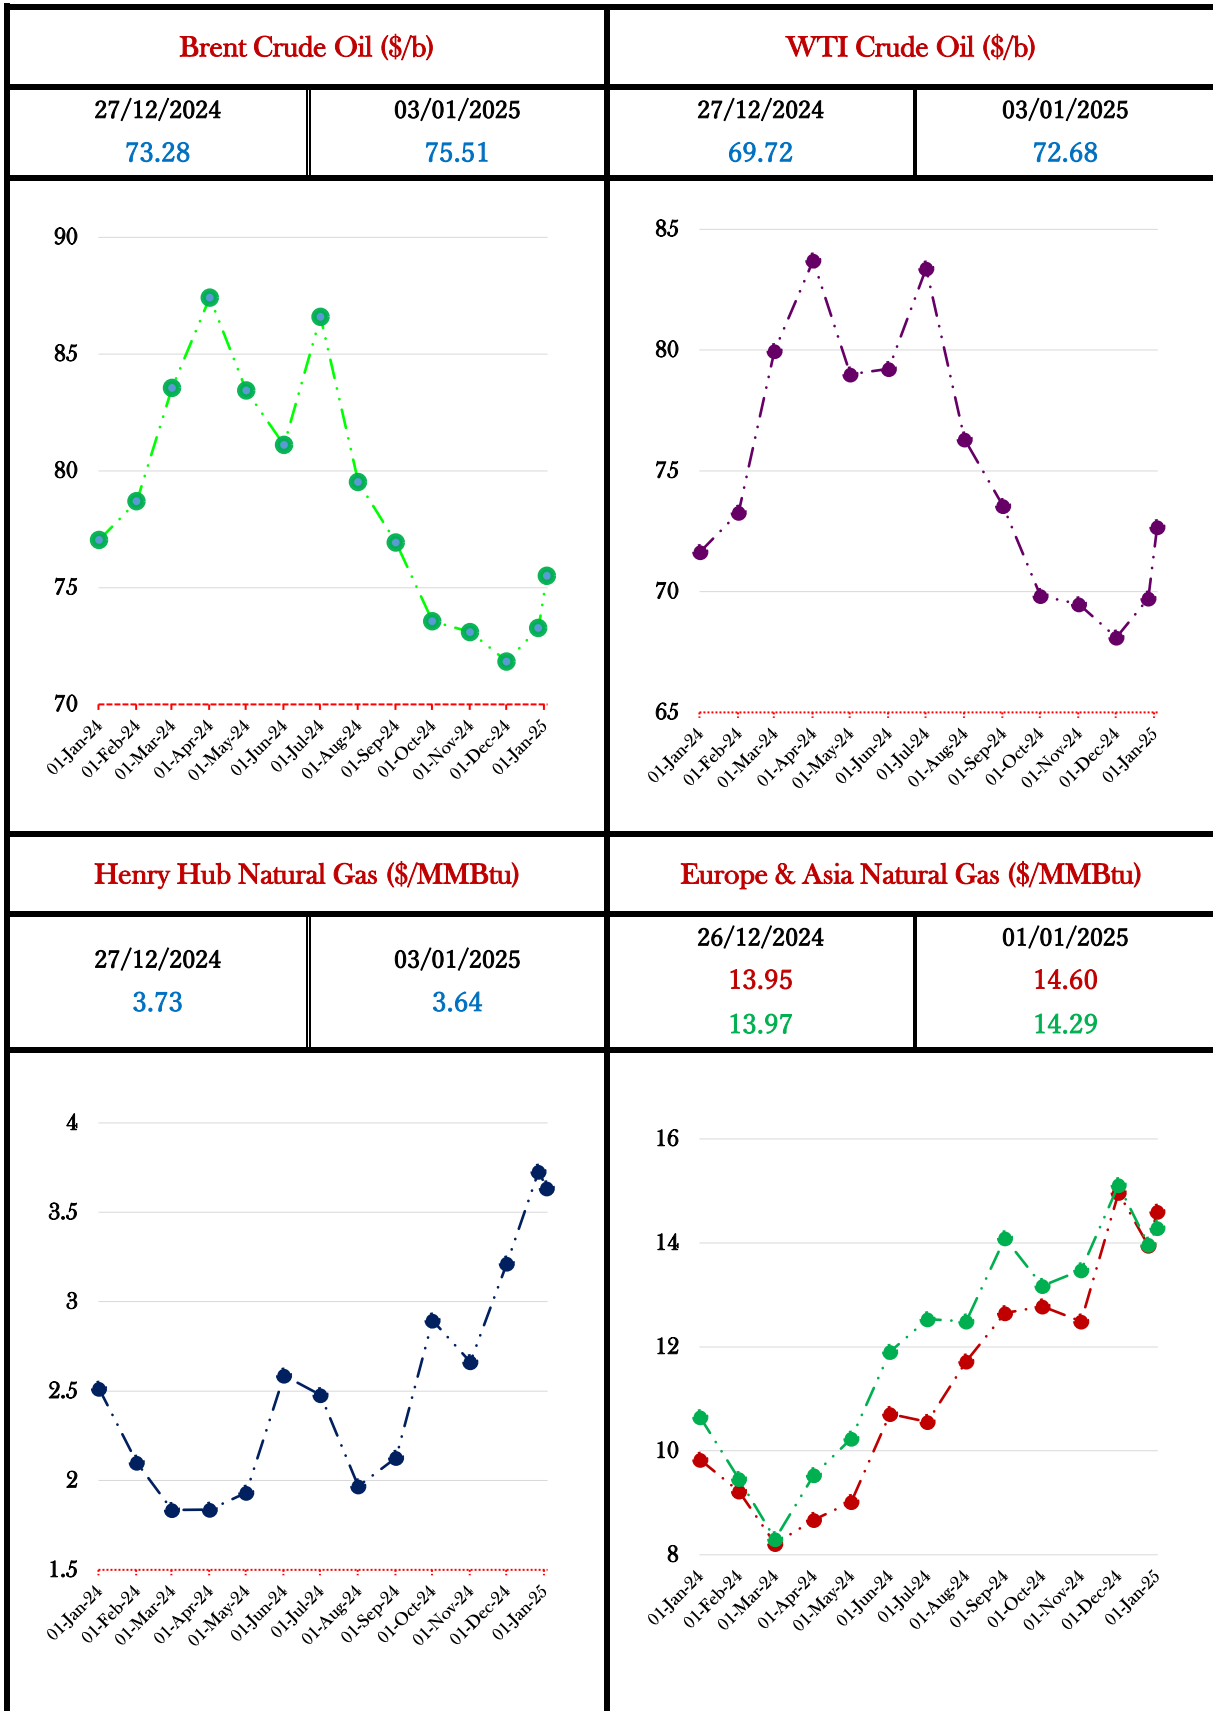 Brent Crude Oil ($/b)
WTI Crude Oil ($/b)
27/12/2024
03/01/2025
27/12/2024
03/01/2025
73.28
75.51
69.72
72.68
90
85
80
75
70
01-Jan-24
01-Feb-24
01-Mar-24
01-Apr-24
01-May-24
01-Jun-24
01-Jul-24
01-Aug-24
01-Sep-24
01-Oct-24
01-Nov-24
01-Dec-24
01-Jan-25
85
80
75
70
65
01-Jan-24
01-Feb-24
01-Mar-24
01-Apr-24
01-May-24
01-Jun-24
01-Jul-24
01-Aug-24
01-Sep-24
01-Oct-24
01-Nov-24
01-Dec-24
01-Jan-25
Henry Hub Natural Gas ($/MMBtu)
Europe & Asia Natural Gas ($/MMBtu)
27/12/2024
03/01/2025
3.73
3.64
26/12/2024
01/01/2025
13.95
14.60
13.97
14.29
4
3.5
3
2.5
2
1.5
01-Jan-24
01-Feb-24
01-Mar-24
01-Apr-24
01-May-24
01-Jun-24
01-Jul-24
01-Aug-24
01-Sep-24
01-Oct-24
01-Nov-24
01-Dec-24
01-Jan-25
16
14
12
10
8
01-Jan-24
01-Feb-24
01-Mar-24
01-Apr-24
01-May-24
01-Jun-24
01-Jul-24
01-Aug-24
01-Sep-24
01-Oct-24
01-Nov-24
01-Dec-24
01-Jan-25